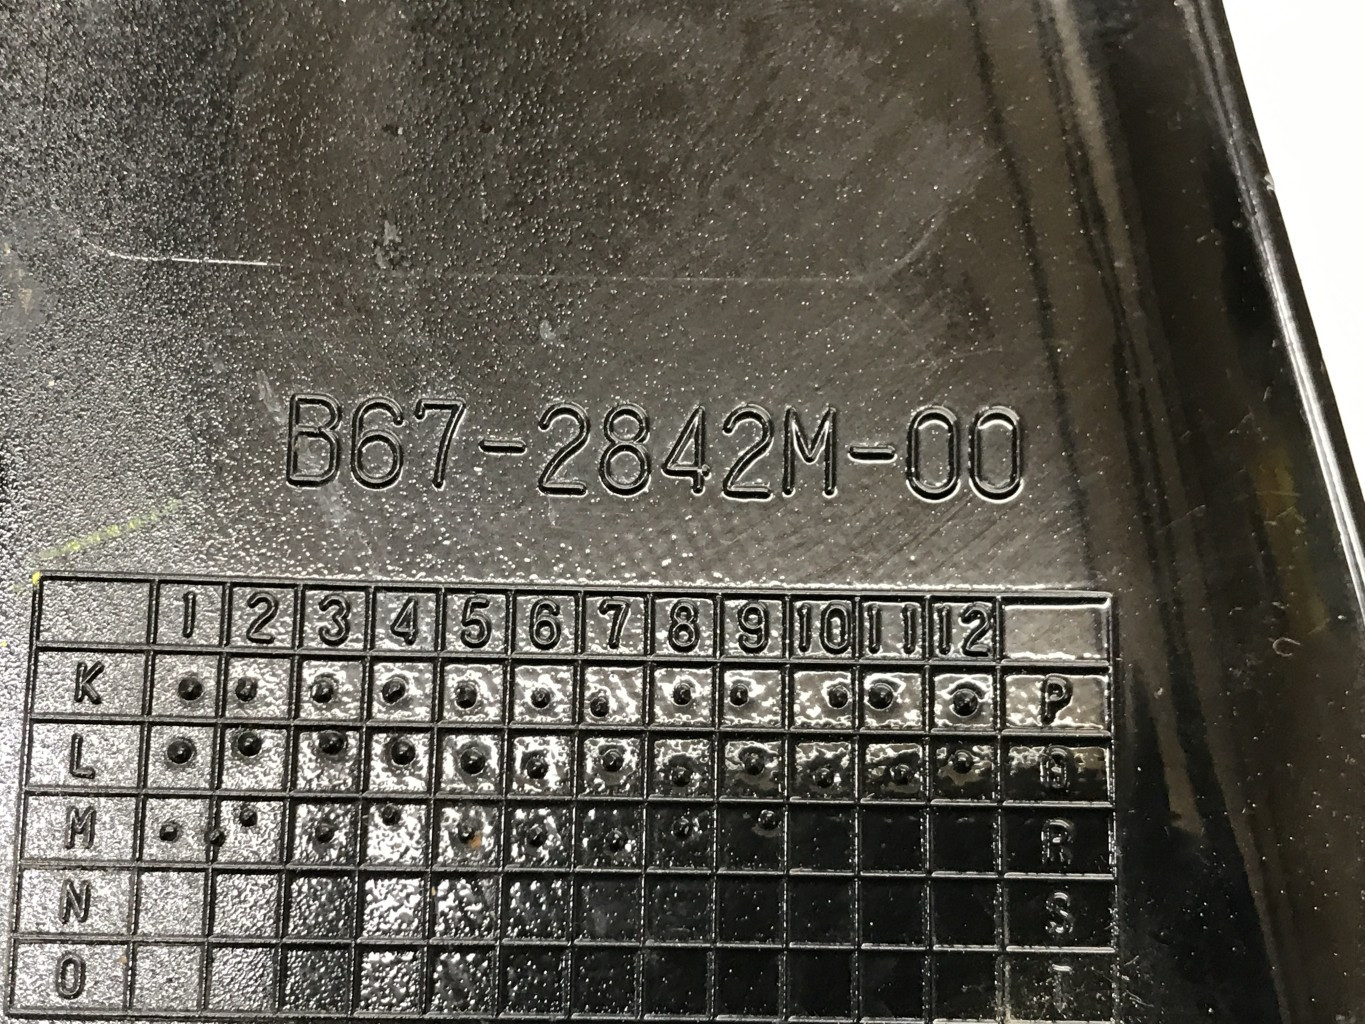 B67-2842M-00
1 2 3 4 5 6 7 8 9 10 11 12
K P
L Q
M R
N S
O T